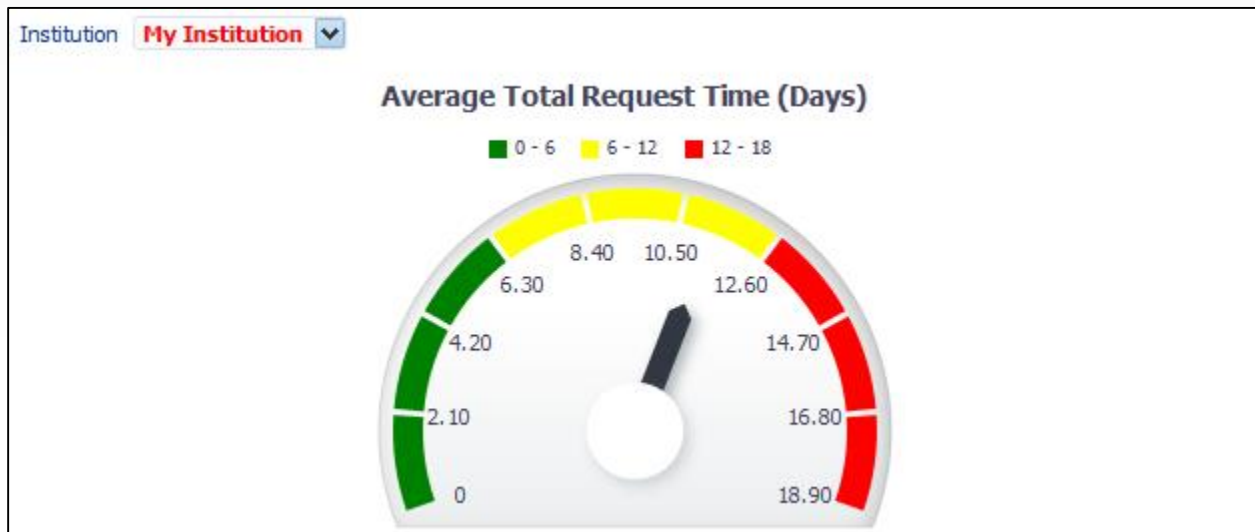 Institution My Institution
Average Total Request Time (Days)
0 - 6 6 - 12 12 - 18
8.40 10.50
6.30 12.60
4.20 14.70
2.10 16.80
0 18.90